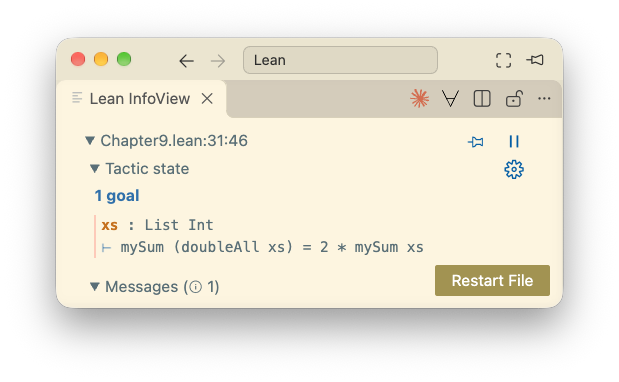 Lean
Lean InfoView
Chapter9.lean:31:46
Tactic state
1 goal
xs : List Int
⊢ mySum (doubleAll xs) = 2 * mySum xs
Messages (ⓘ 1)
Restart File